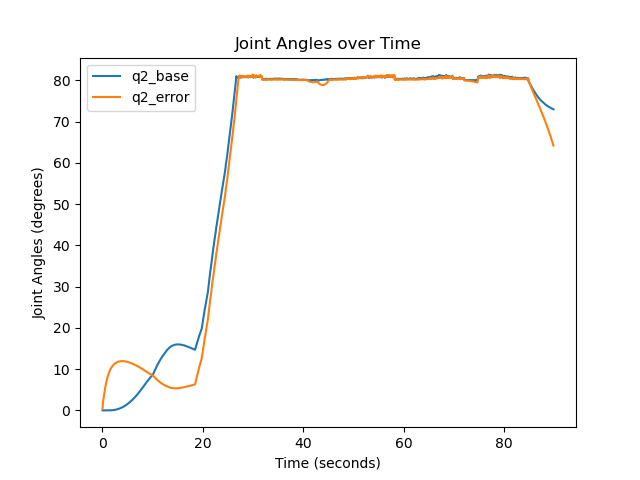 Joint Angles over Time
q2_base
q2_error
Joint Angles (degrees)
80
70
60
50
40
30
20
10
0
0 20 40 60 80
Time (seconds)